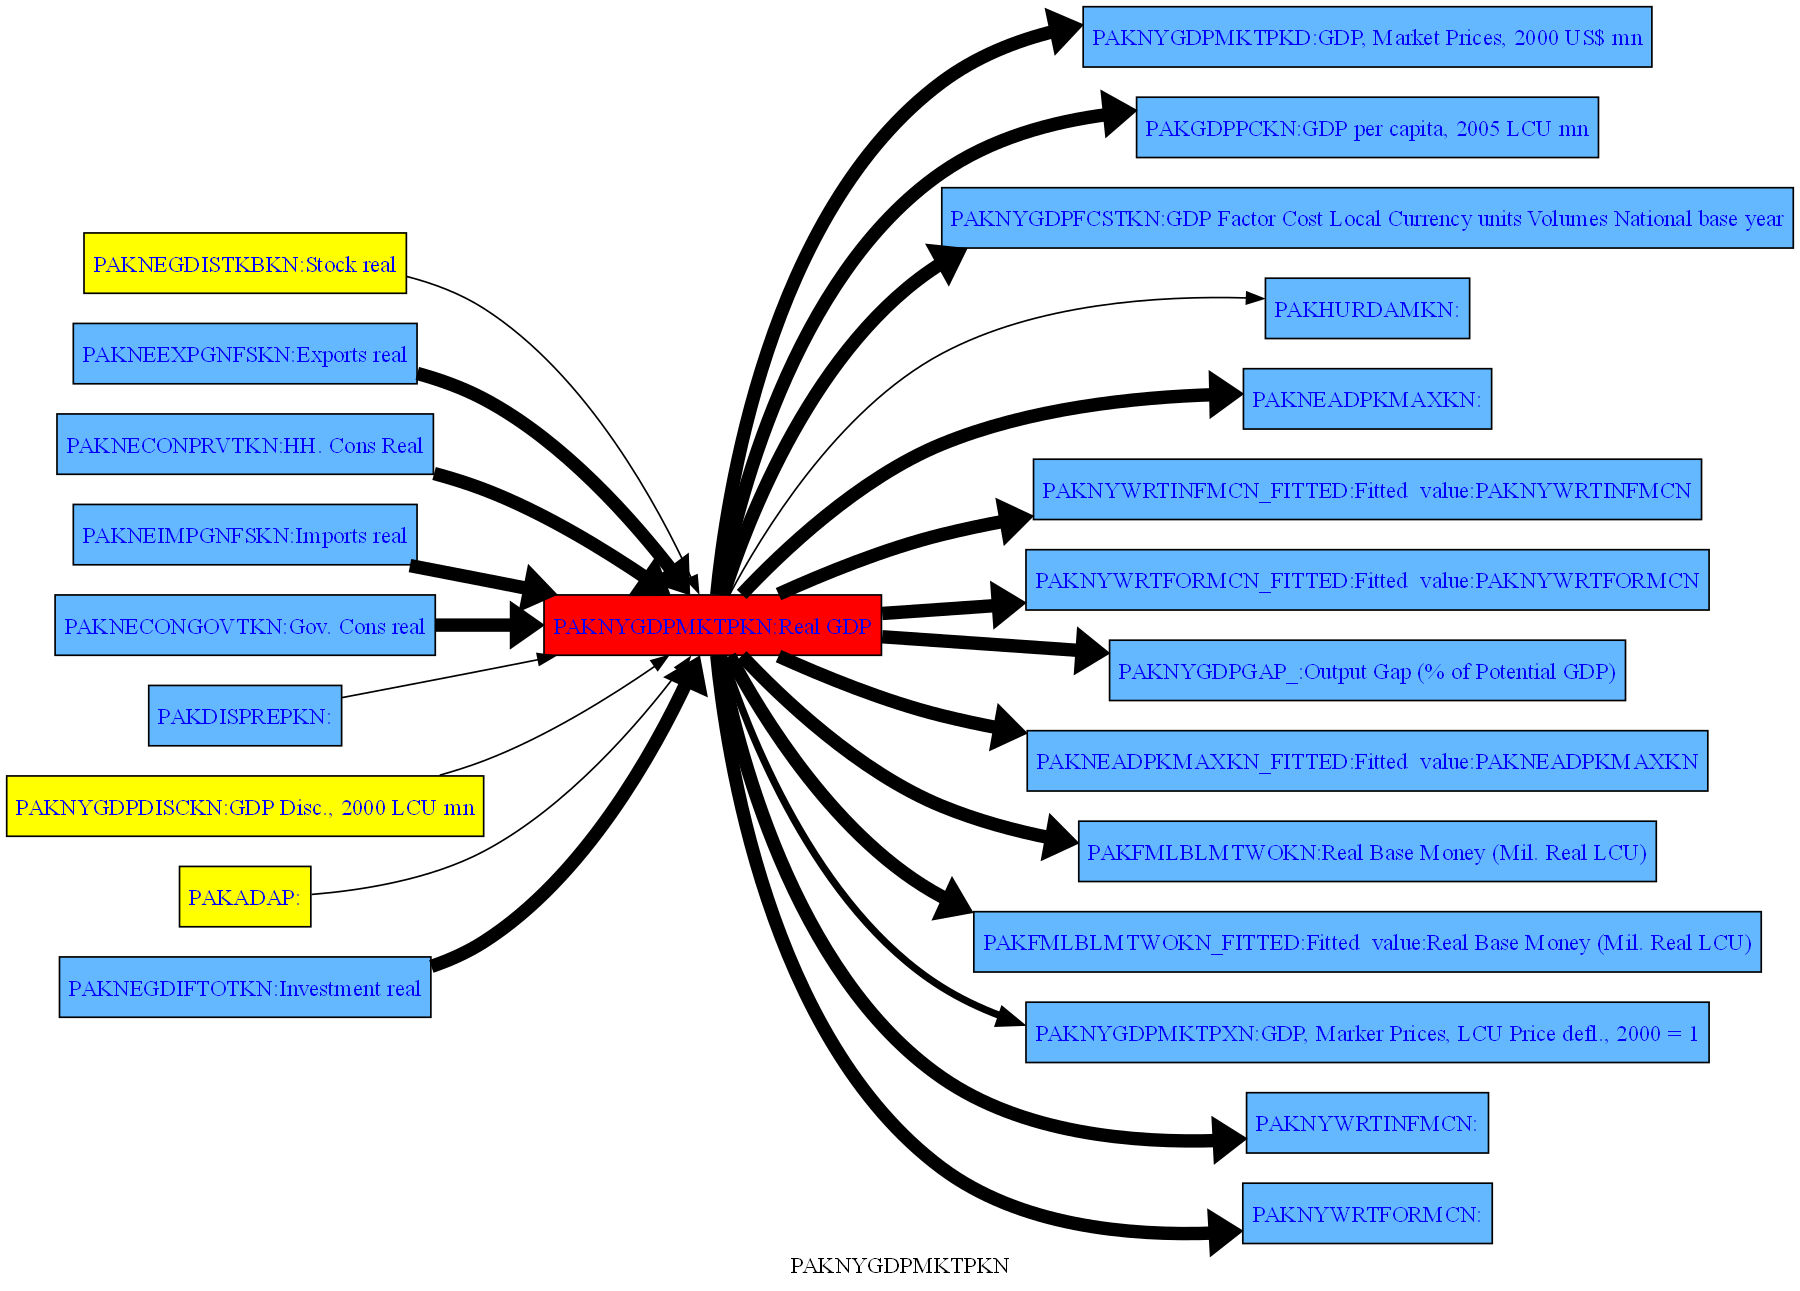 PAKNYGDPMKTPKD:GDP, Market Prices, 2000 US$ mn
PAKGDPPCKN:GDP per capita, 2005 LCU mn
PAKNYGDPFCSTKN:GDP Factor Cost Local Currency units Volumes National base year
PAKNEGDISTKBKN:Stock real
PAKHURDAMKN:
PAKNEEXPGNFSKN:Exports real
PAKNEADPKMAXKN:
PAKNECONPRVTKN:HH. Cons Real
PAKNYWRTINFMCN_FITTED:Fitted  value:PAKNYWRTINFMCN
PAKNEIMPGNFSKN:Imports real
PAKNYWRTFORMCN_FITTED:Fitted  value:PAKNYWRTFORMCN
PAKNECONGOVTKN:Gov. Cons real
PAKNYGDPMKTPKN:Real GDP
PAKNYGDPGAP_:Output Gap (% of Potential GDP)
PAKDISPREPKN:
PAKNEADPKMAXKN_FITTED:Fitted  value:PAKNEADPKMAXKN
PAKNYGDPDISCKN:GDP Disc., 2000 LCU mn
PAKFMLBLMTWOKN:Real Base Money (Mil. Real LCU)
PAKADAP:
PAKFMLBLMTWOKN_FITTED:Fitted  value:Real Base Money (Mil. Real LCU)
PAKNEGDIFTOTKN:Investment real
PAKNYGDPMKTPXN:GDP, Marker Prices, LCU Price defl., 2000 = 1
PAKNYWRTINFMCN:
PAKNYWRTFORMCN:
PAKNYGDPMKTPKN